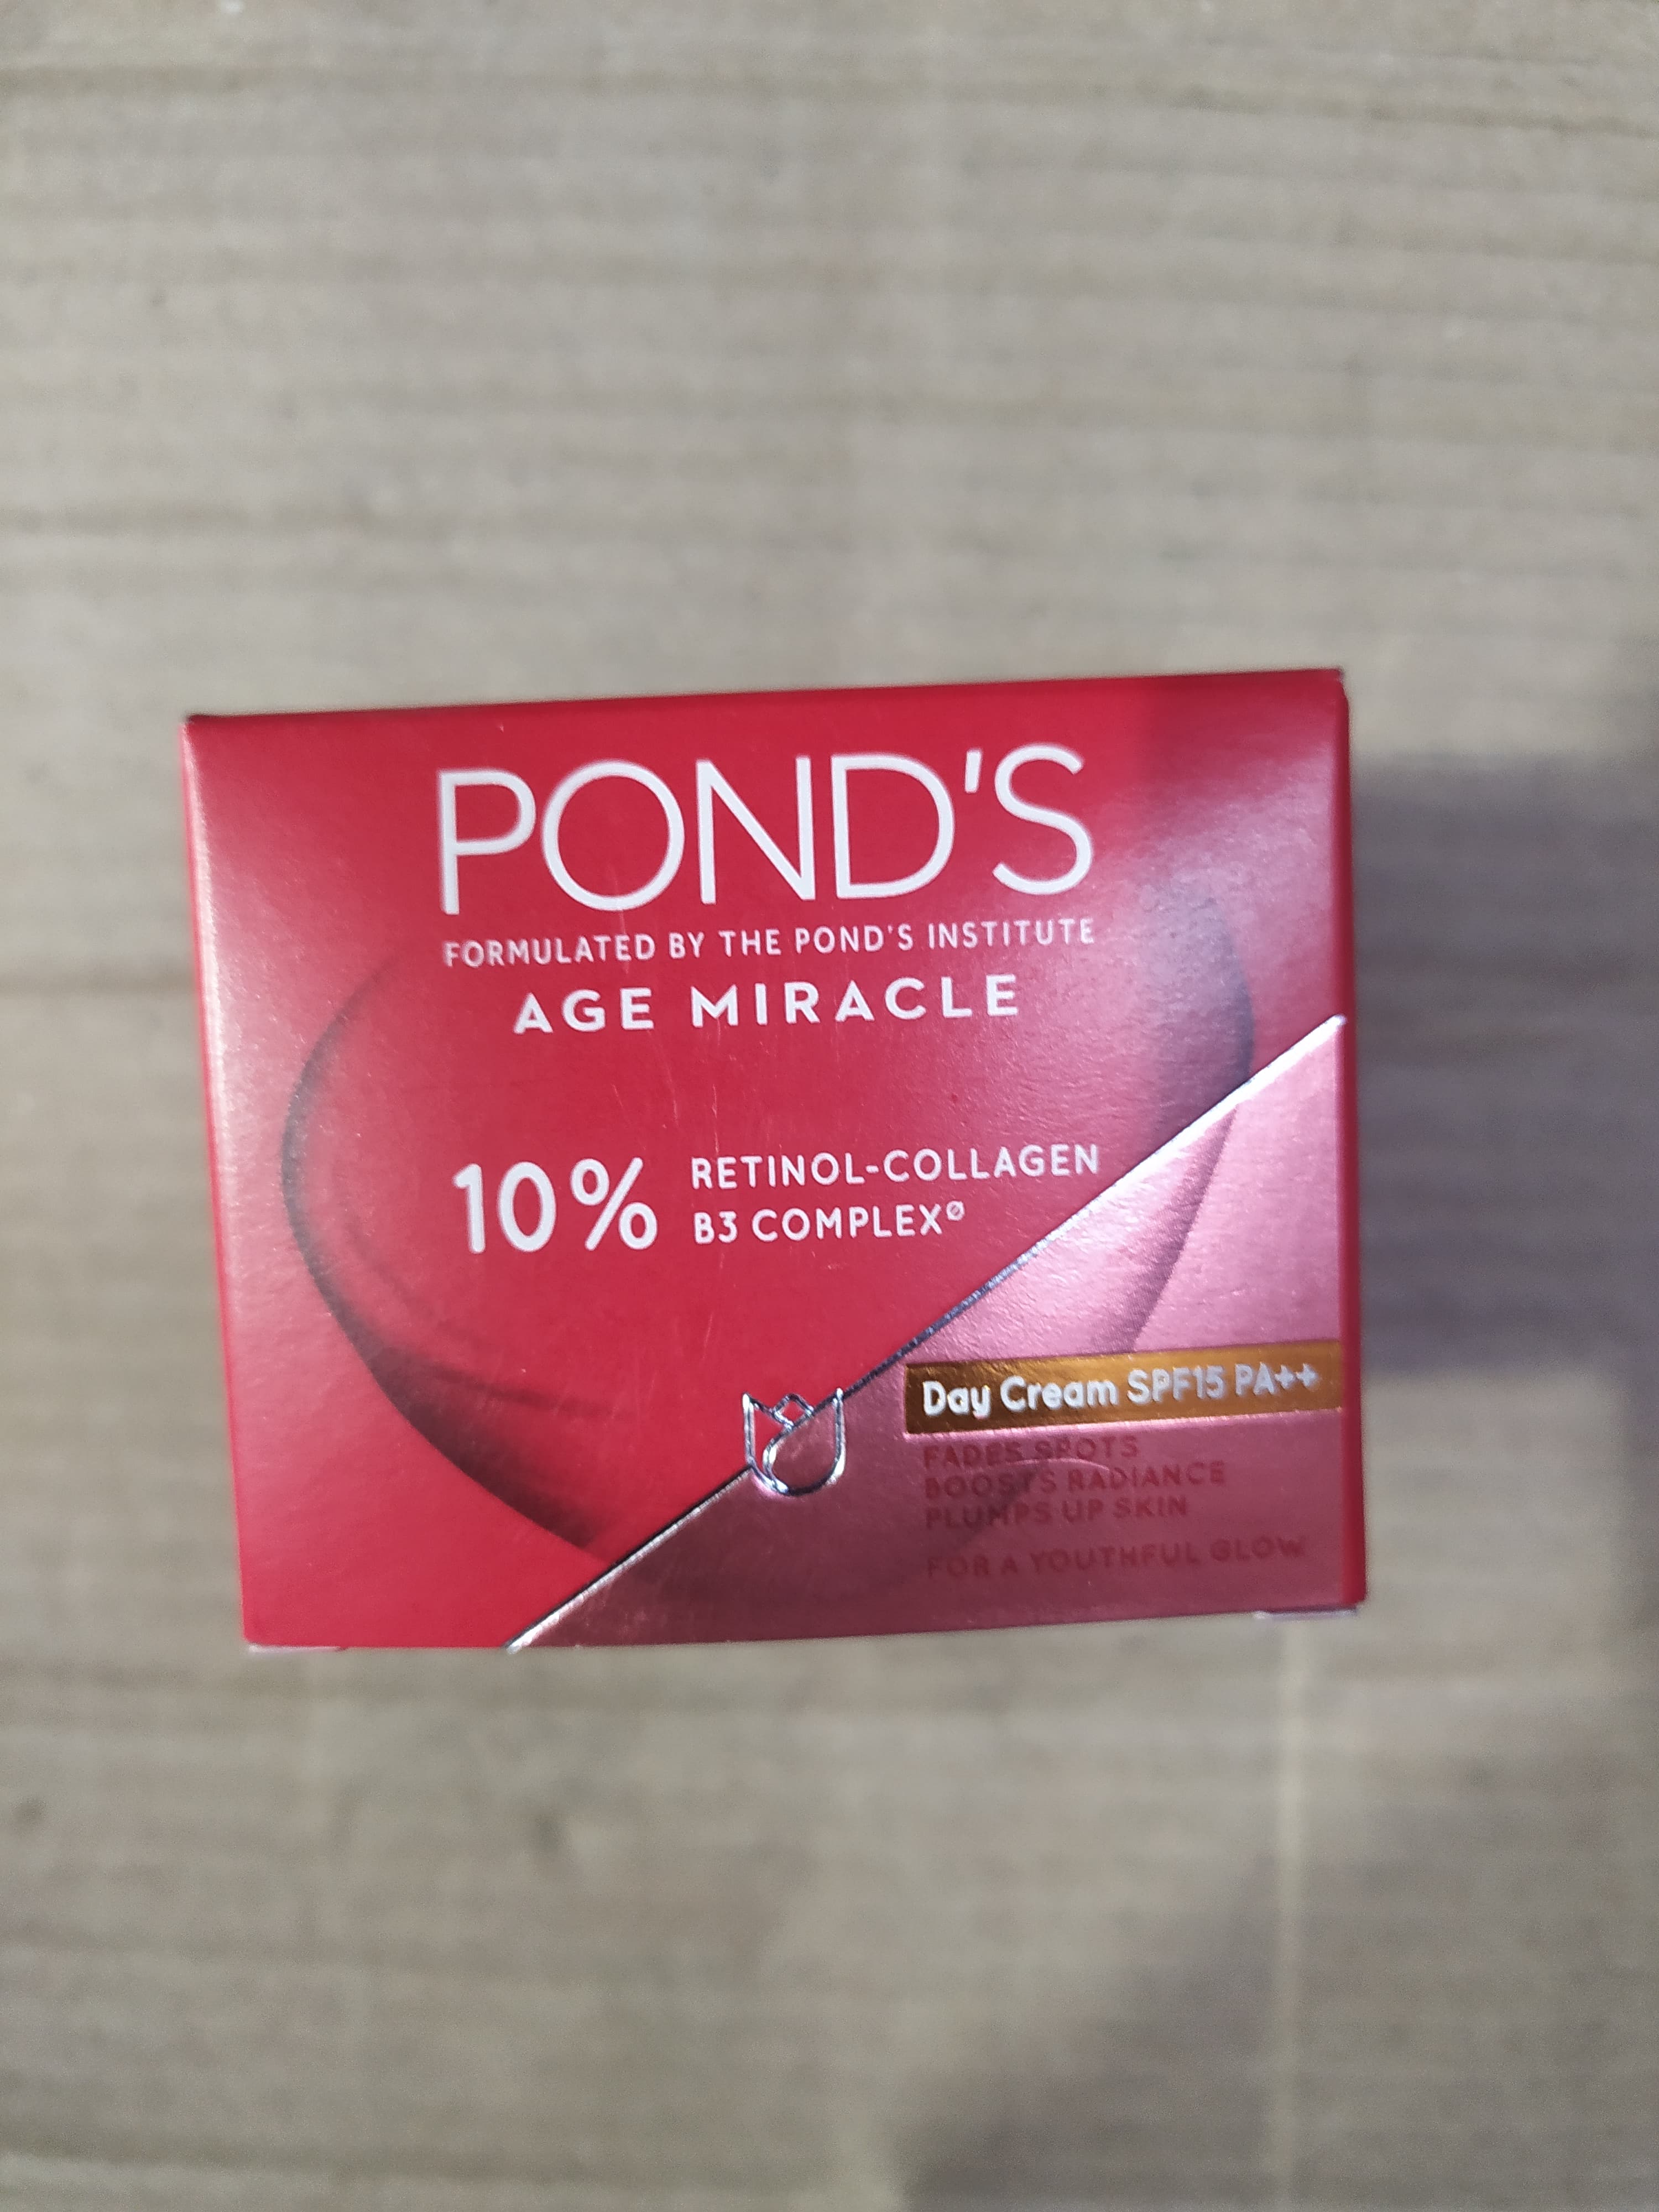 POND'S
FORMULATED BY THE POND'S INSTITUTE
AGE MIRACLE
10% RETINOL-COLLAGEN
B3 COMPLEX⌀
Day Cream SPF15 PA++
FADES SPOTS
BOOSTS RADIANCE
PLUMPS UP SKIN
FOR A YOUTHFUL GLOW